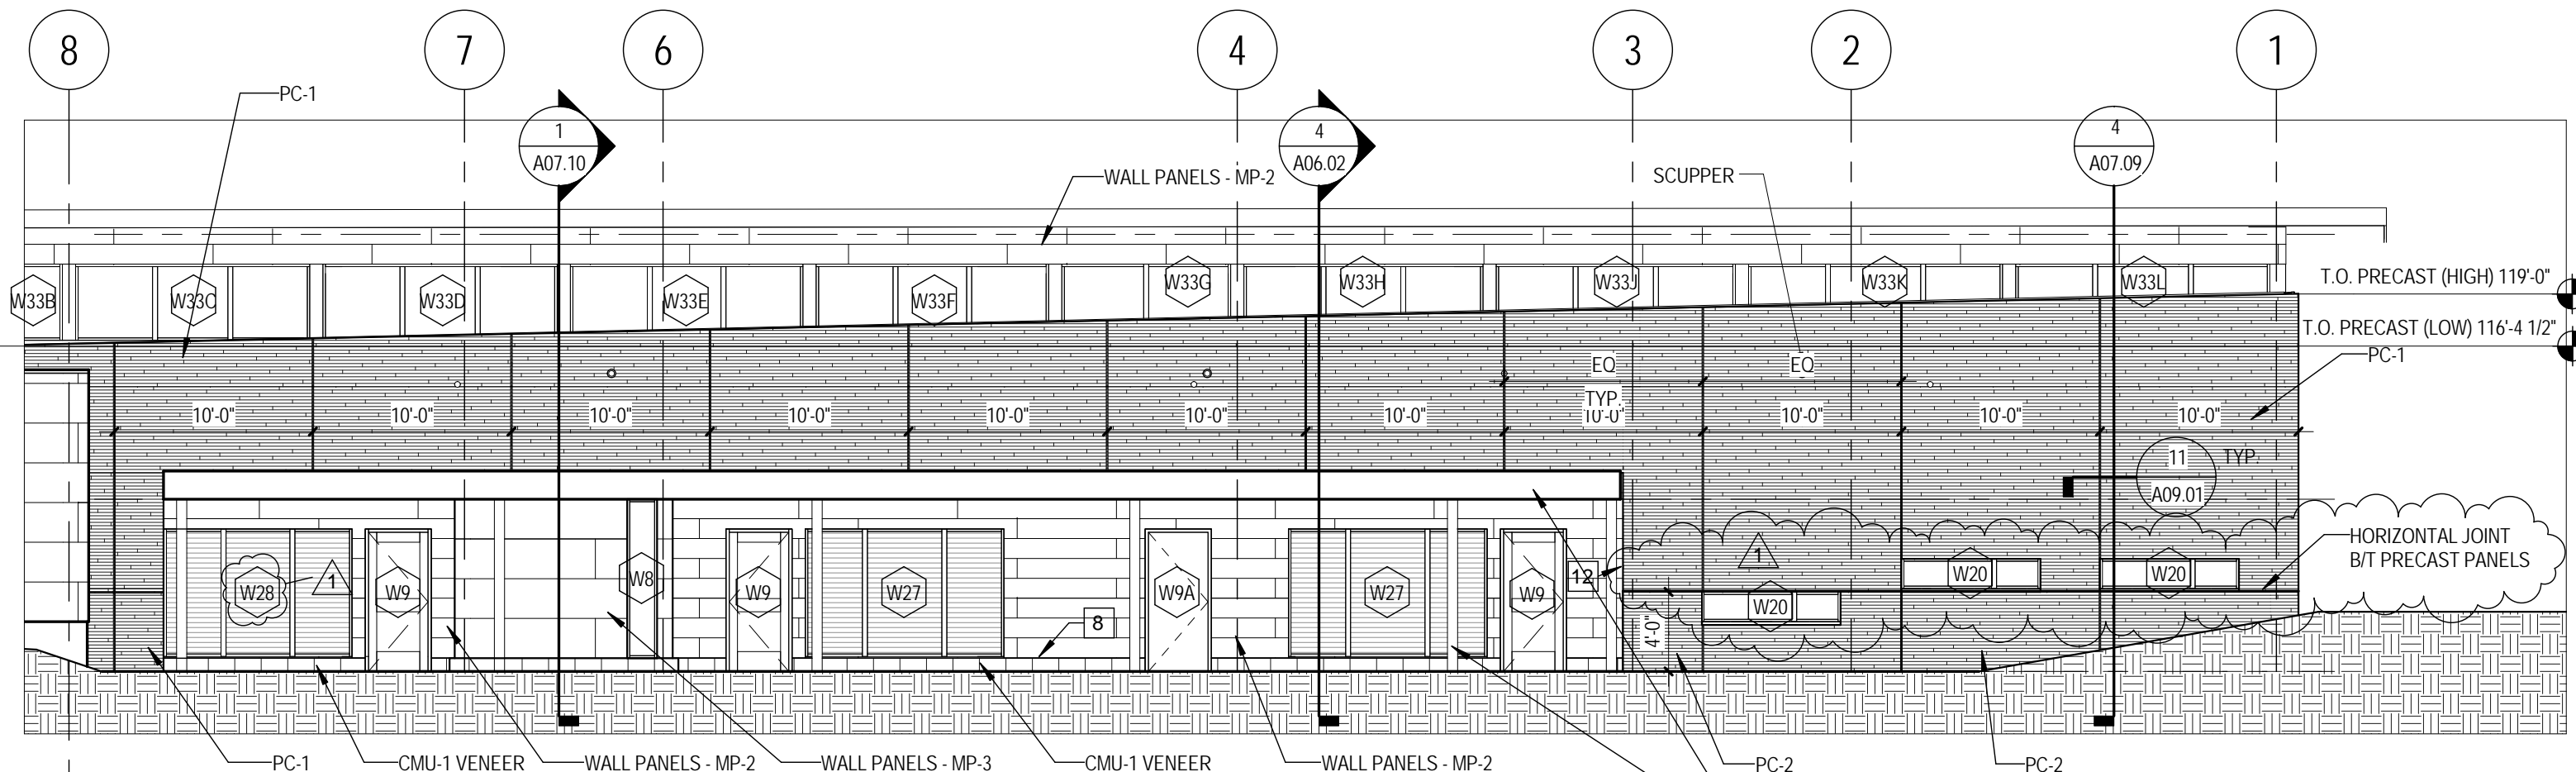 8
7
6
4
3
2
1
PC-1
1
A07.10
4
A06.02
4
A07.09
WALL PANELS - MP-2
SCUPPER
W33B
W33C
W33D
W33E
W33F
W33G
W33H
W33J
W33K
W33L
T.O. PRECAST (HIGH) 119'-0"
T.O. PRECAST (LOW) 116'-4 1/2"
PC-1
EQ
EQ
TYP.
10'-0"
10'-0"
10'-0"
10'-0"
10'-0"
10'-0"
10'-0"
10'-0"
10'-0"
10'-0"
10'-0"
11
A09.01
TYP.
HORIZONTAL JOINT
B/T PRECAST PANELS
W28
1
W9
W8
W9
W27
W9A
W27
W9
12
1
W20
W20
W20
8
4'-0"
PC-1
CMU-1 VENEER
WALL PANELS - MP-2
WALL PANELS - MP-3
CMU-1 VENEER
WALL PANELS - MP-2
PC-2
PC-2